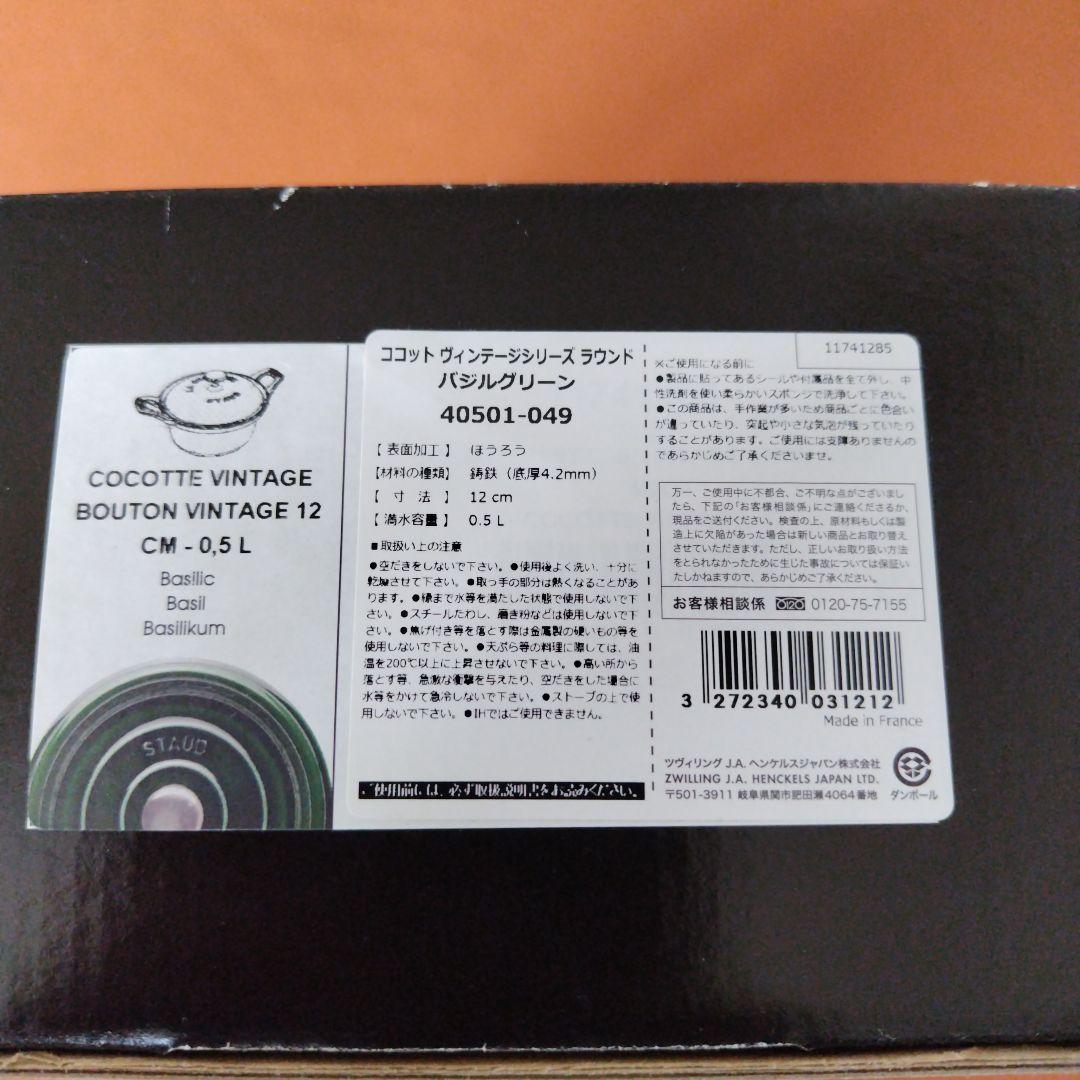 COCOTTE VINTAGE
BOUTON VINTAGE 12
CM - 0,5 L
Basilic
Basil
Basilikum
STAUB
ココット ヴィンテージシリーズ ラウンド
バジルグリーン
40501-049
【 表面加工 】 ほうろう
【材料の種類】 鋳鉄（底厚4.2mm）
【 寸 法 】 12 cm
【 満水容量 】 0.5 L
■取扱い上の注意
●空だきをしないで下さい。●使用後よく洗い、十分に
乾燥させて下さい。●取っ手の部分は熱くなることがあ
ります。●縁まで水等を満たした状態で使用しないで下
さい。●スチールたわし、磨き粉などは使用しないで下
さい。●焦げ付き等を落とす際は金属製の硬いもの等を
使用しないで下さい。●天ぷら等の料理に際しては、油
温を200℃以上に上昇させないで下さい。●高い所から
落とす等、急激な衝撃を与えたり、空だきをした場合に
水等をかけて急冷しないで下さい。●ストーブの上で使
用しないで下さい。●IHではご使用できません。
ご使用前には、必ず取扱説明書をお読みください。
11741285
※ご使用になる前に
●製品に貼ってあるシールや付属品を全て外し、中
性洗剤を使い柔らかいスポンジで洗浄して下さい。
●この商品は、手作業が多いため商品ごとに色合い
が違っていたり、突起や小さな気泡が残っていたり
することがあります。ご使用には支障ありませんの
であらかじめご了承くださいませ。
万一、ご使用中に不都合、ご不明な点がございまし
たら、下記の「お客様相談係」にご連絡くださるか、
現品をご送付ください。検査の上、原材料もしくは製
造上に欠陥があった場合は新しい商品とお取り替え
させていただきます。ただし、正しいお取り扱い方法
をとられなかったために生じた事故については保証い
たしかねますので、あらかじめご了承ください。
お客様相談係 0120-75-7155
3 272340 031212
Made in France
ツヴィリング J.A. ヘンケルスジャパン株式会社
ZWILLING J.A. HENCKELS JAPAN LTD.
〒501-3911 岐阜県関市肥田瀬4064番地
ダンボール